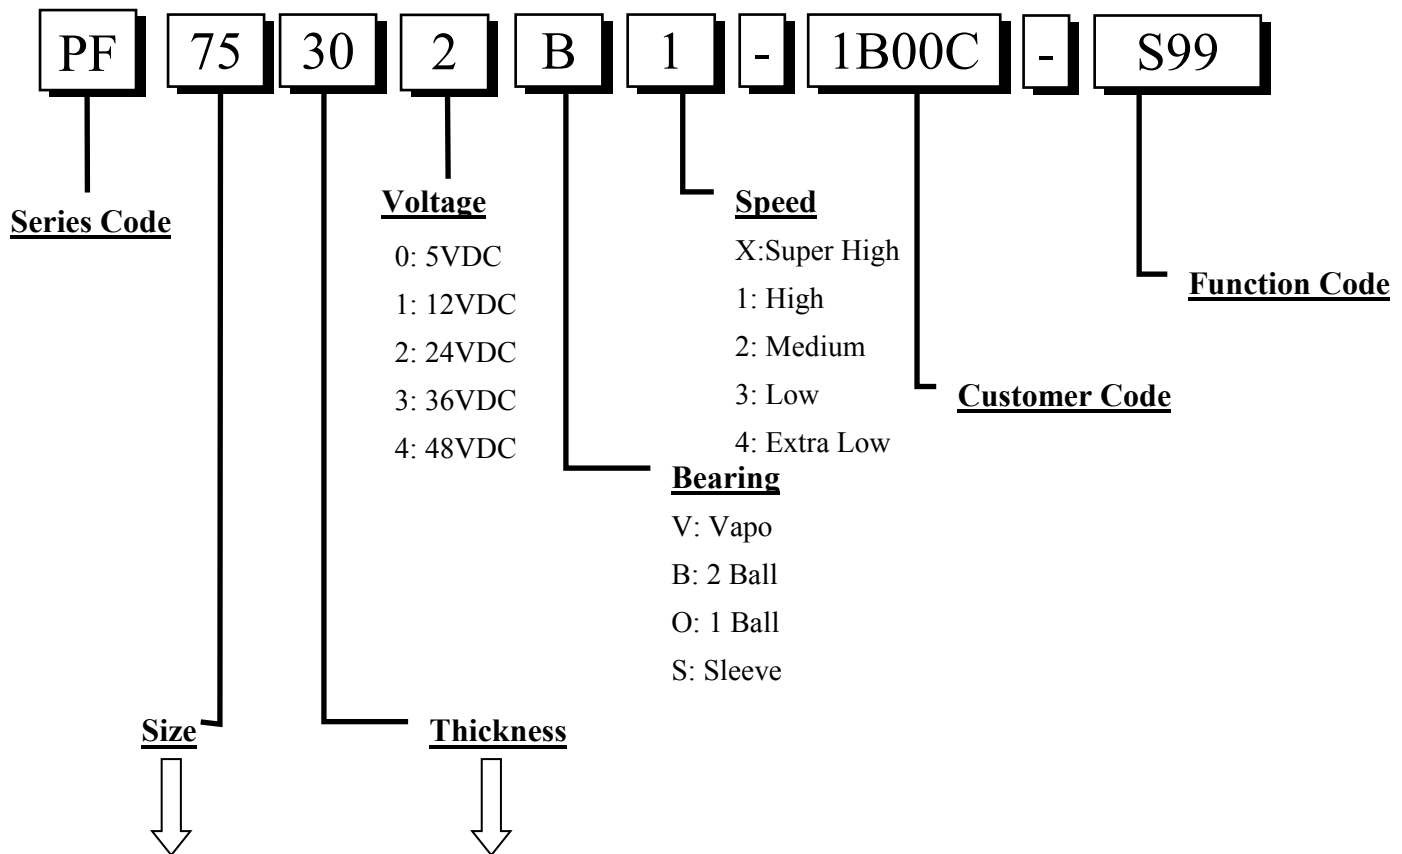 PF 75 30 2 B 1 - 1B00C - S99
Series Code
Voltage
0: 5VDC
1: 12VDC
2: 24VDC
3: 36VDC
4: 48VDC
Speed
X:Super High
1: High
2: Medium
3: Low
4: Extra Low
Function Code
Customer Code
Bearing
V: Vapo
B: 2 Ball
O: 1 Ball
S: Sleeve
Size
Thickness